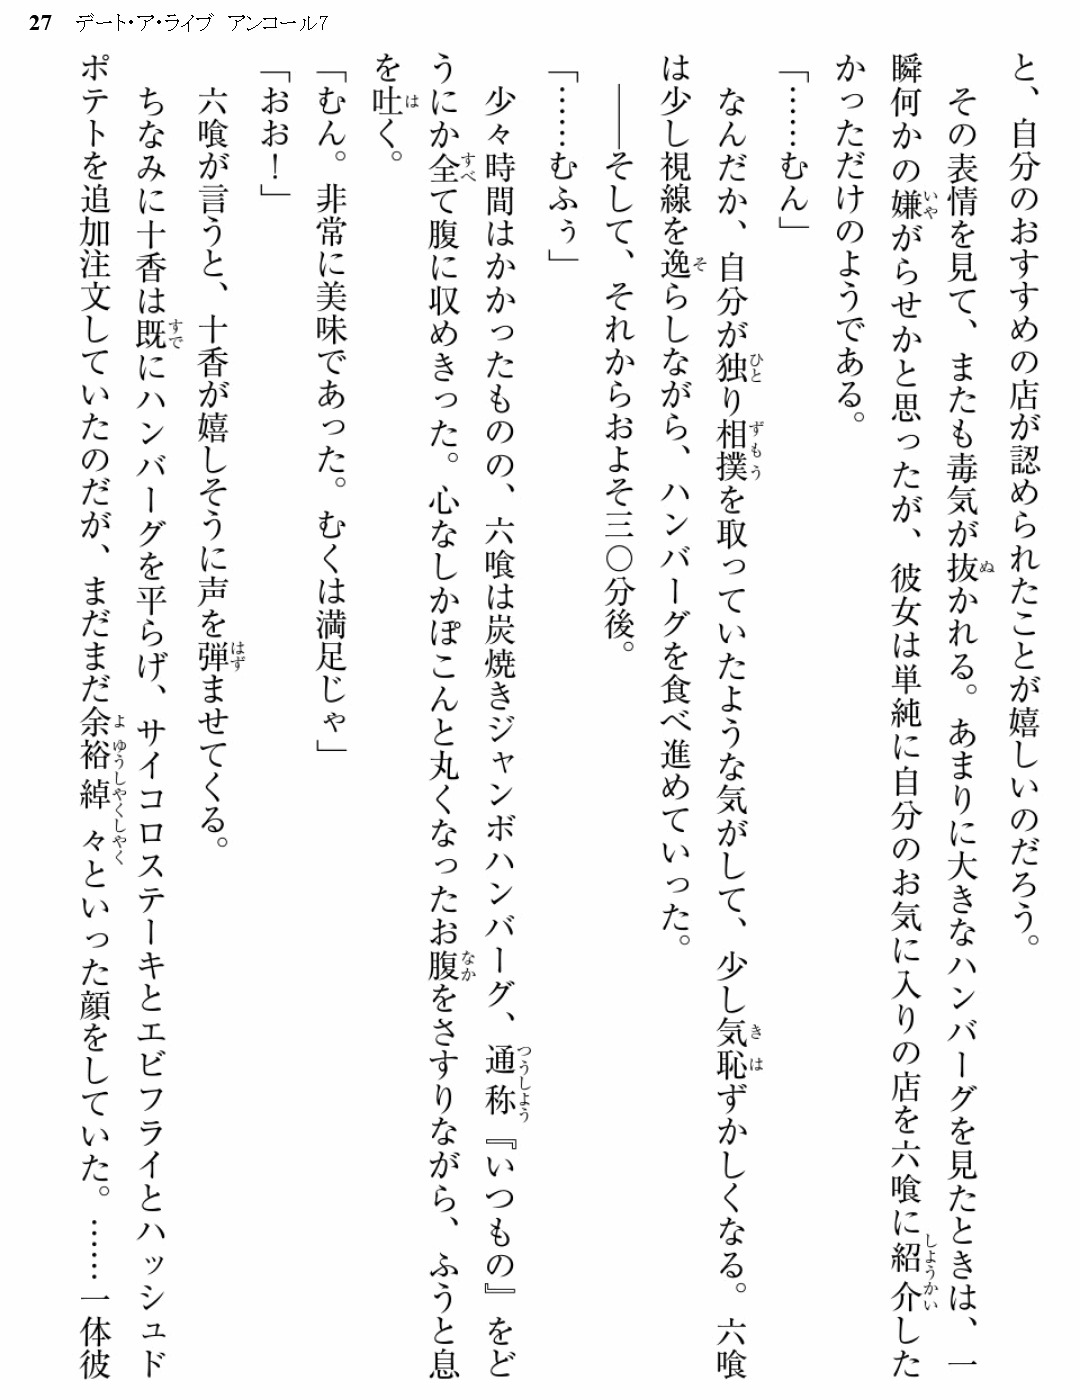 27 デート・ア・ライブ アンコール7
と、自分のおすすめの店が認められたことが嬉しいのだろう。
その表情を見て、またも毒気が抜かれる。あまりに大きなハンバーグを見たときは、一
瞬何かの嫌がらせかと思ったが、彼女は単純に自分のお気に入りの店を六喰に紹介した
かっただけのようである。
「……むん」
なんだか、自分が独り相撲を取っていたような気がして、少し気恥ずかしくなる。六喰
は少し視線を逸らしながら、ハンバーグを食べ進めていった。
――そして、それからおよそ三〇分後。
「……むふぅ」
少々時間はかかったものの、六喰は炭焼きジャンボハンバーグ、通称『いつもの』をど
うにか全て腹に収めきった。心なしかぽこんと丸くなったお腹をさすりながら、ふうと息
を吐く。
「むん。非常に美味であった。むくは満足じゃ」
「おお！」
六喰が言うと、十香が嬉しそうに声を弾ませてくる。
ちなみに十香は既にハンバーグを平らげ、サイコロステーキとエビフライとハッシュド
ポテトを追加注文していたのだが、まだまだ余裕綽々といった顔をしていた。……一体彼